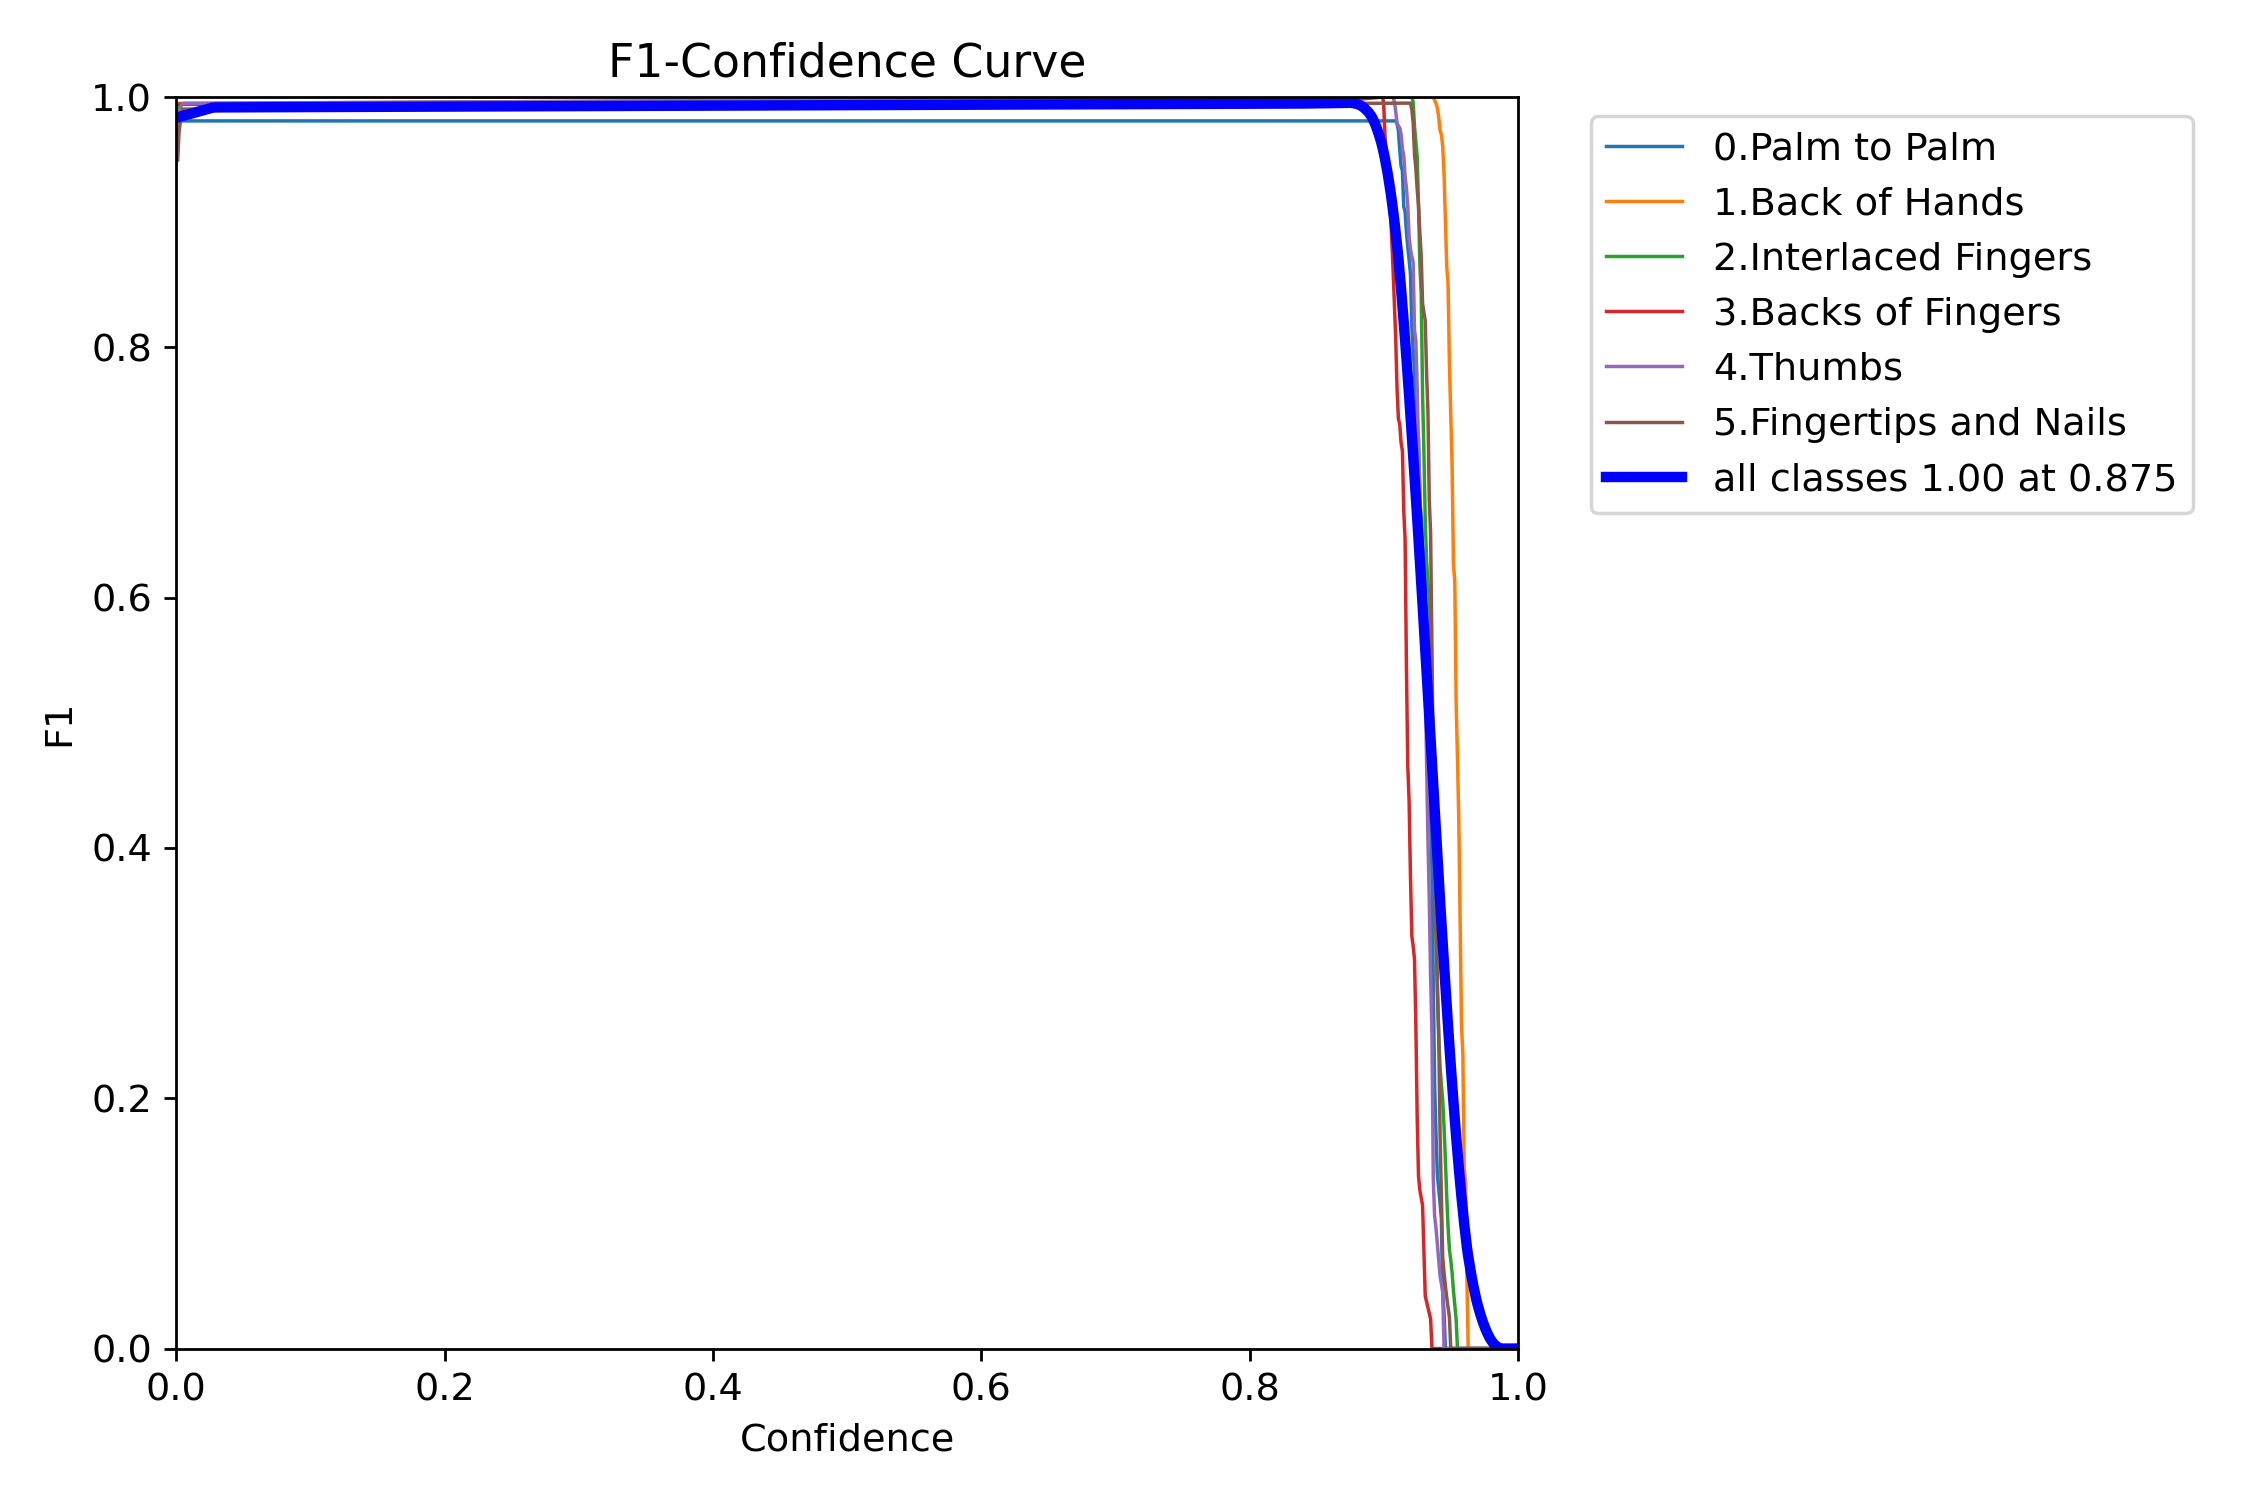 F1-Confidence Curve
1.0
0.8
0.6
0.4
0.2
0.0
F1
0.0 0.2 0.4 0.6 0.8 1.0
Confidence
0.Palm to Palm
1.Back of Hands
2.Interlaced Fingers
3.Backs of Fingers
4.Thumbs
5.Fingertips and Nails
all classes 1.00 at 0.875